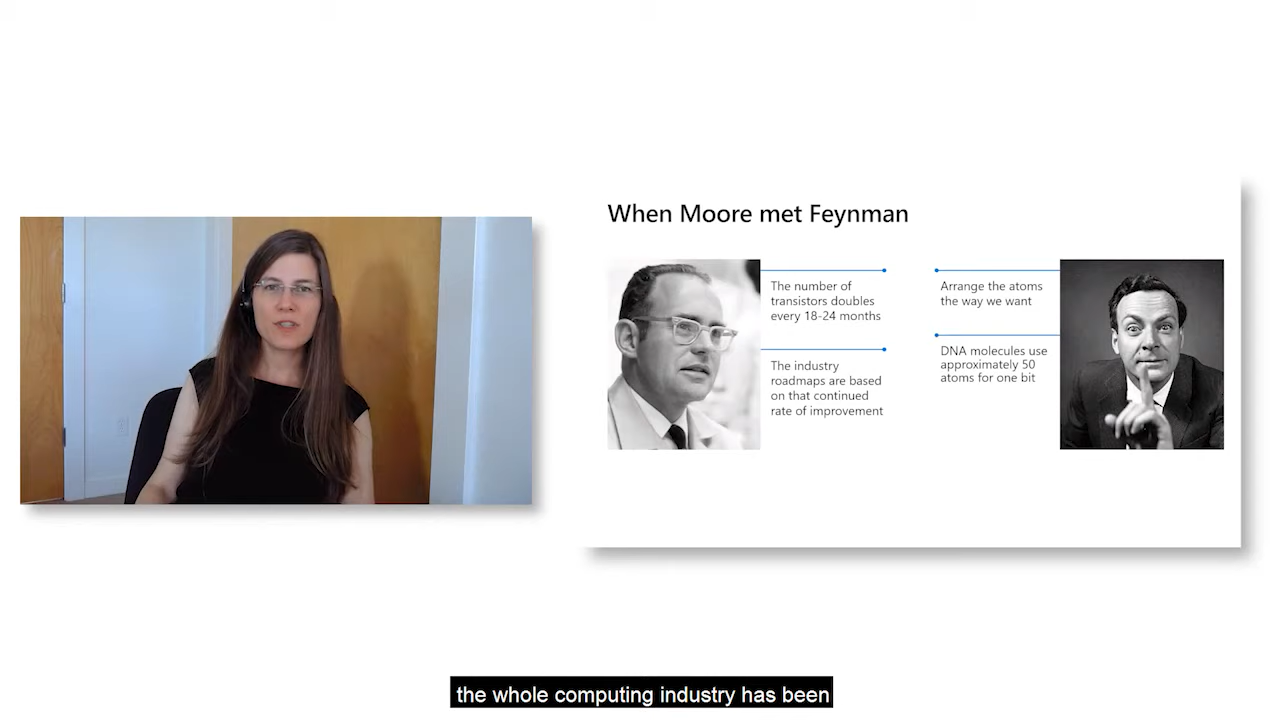 When Moore met Feynman
The number of
transistors doubles
every 18-24 months
The industry
roadmaps are based
on that continued
rate of improvement
Arrange the atoms
the way we want
DNA molecules use
approximately 50
atoms for one bit
the whole computing industry has been